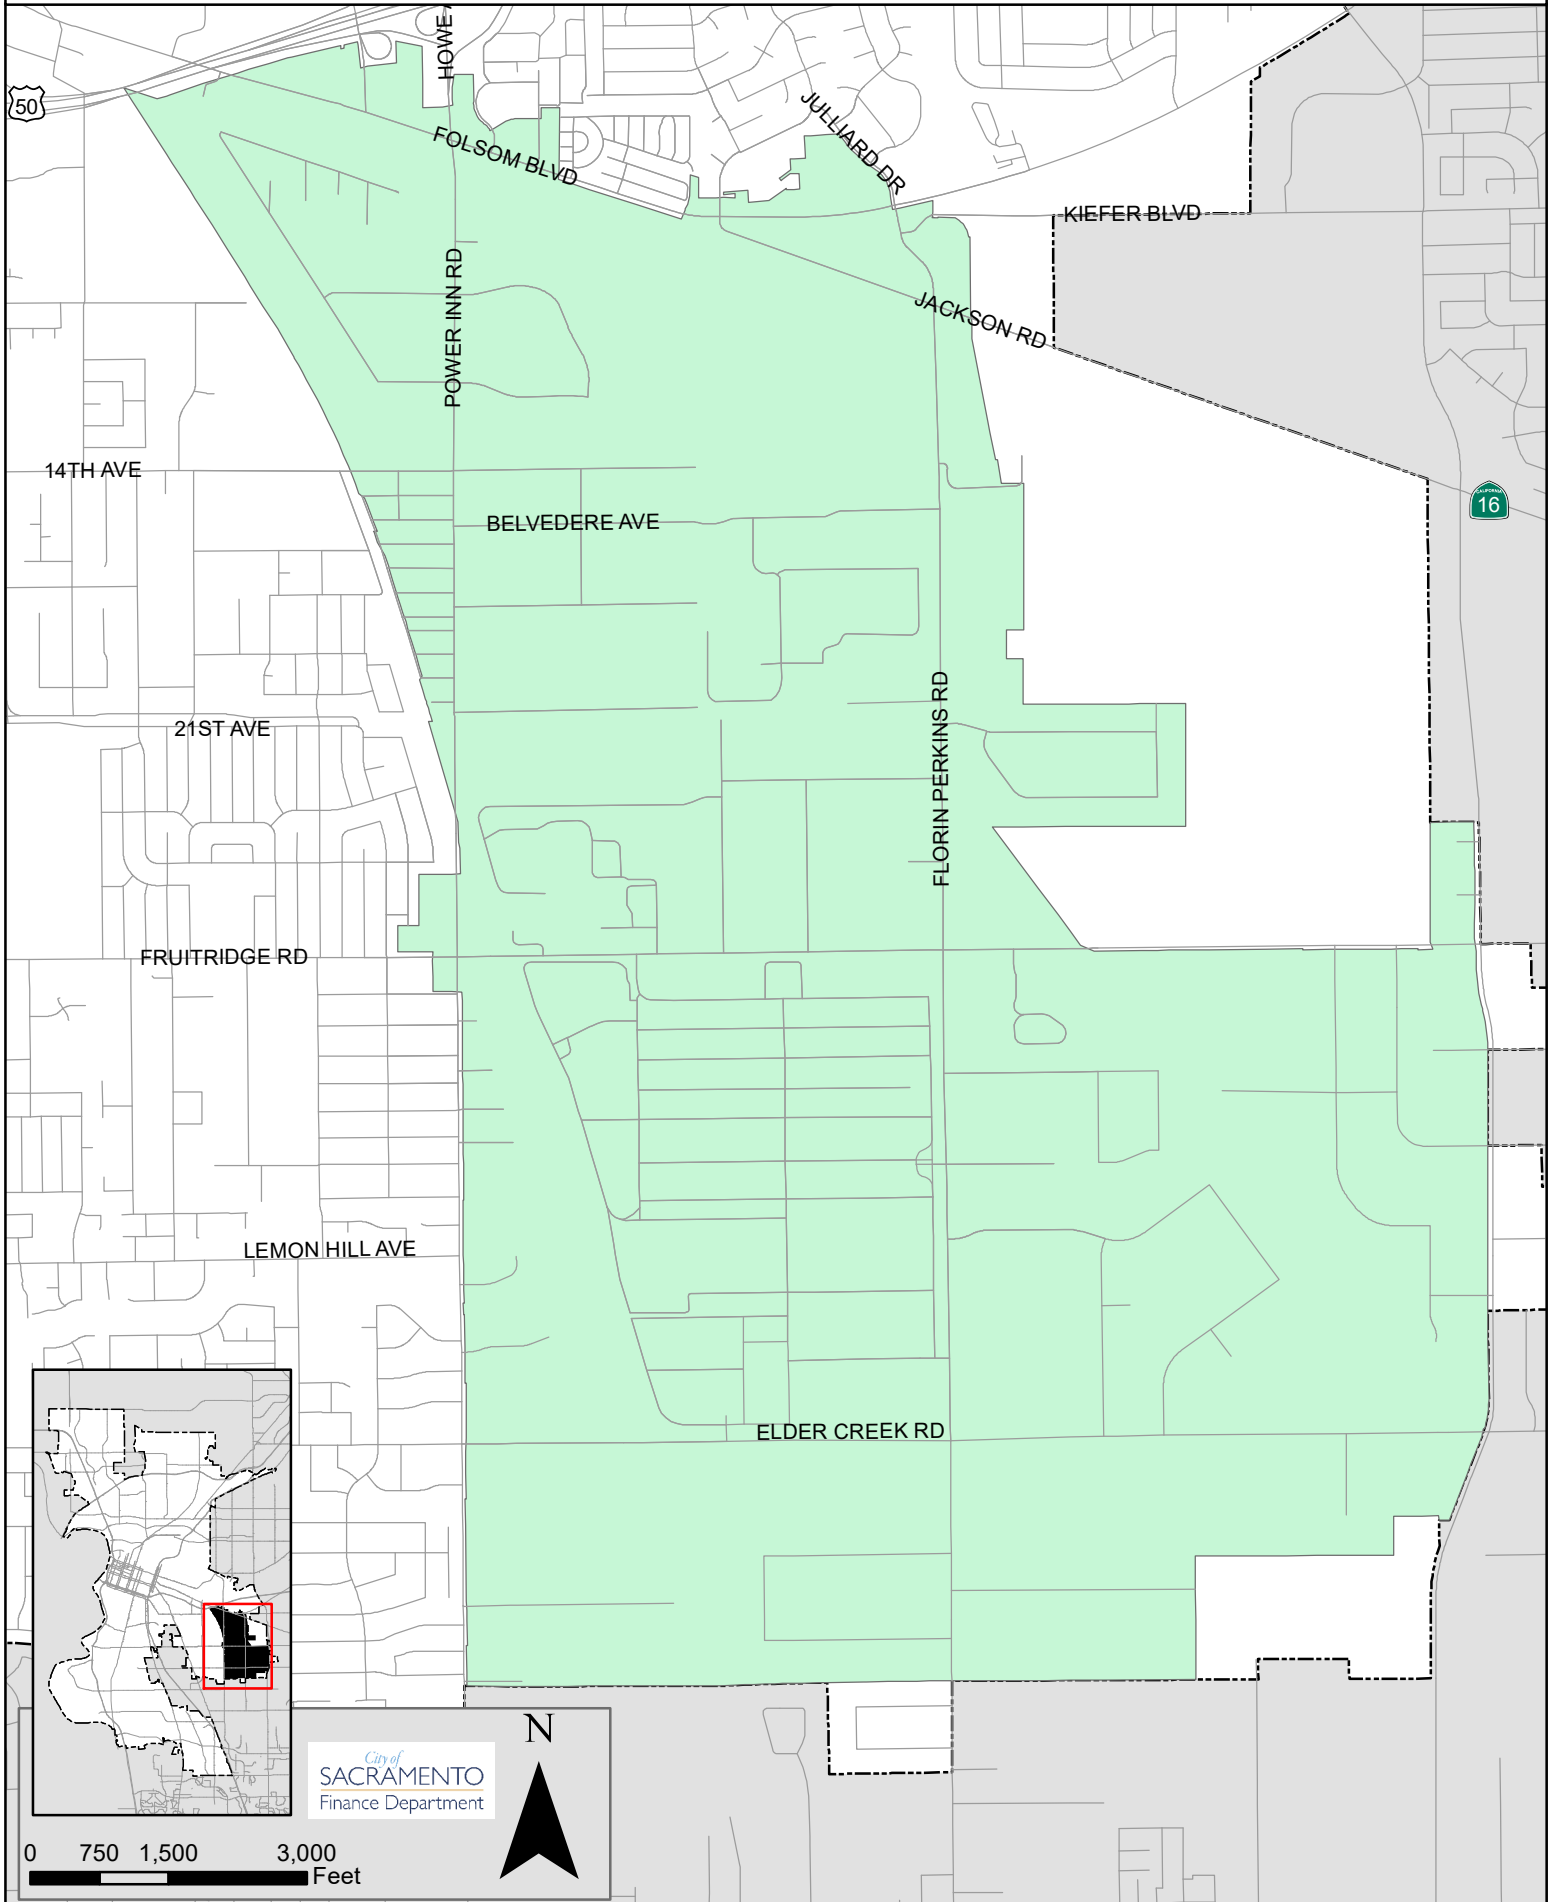 HOWE
50
JULLIARD DR
FOLSOM BLVD
KIEFER BLVD
POWER INN RD
JACKSON RD
14TH AVE
CALIFORNIA
16
BELVEDERE AVE
21ST AVE
FLORIN PERKINS RD
FRUITRIDGE RD
LEMON HILL AVE
ELDER CREEK RD
N
City of
SACRAMENTO
Finance Department
0 750 1,500 3,000
Feet